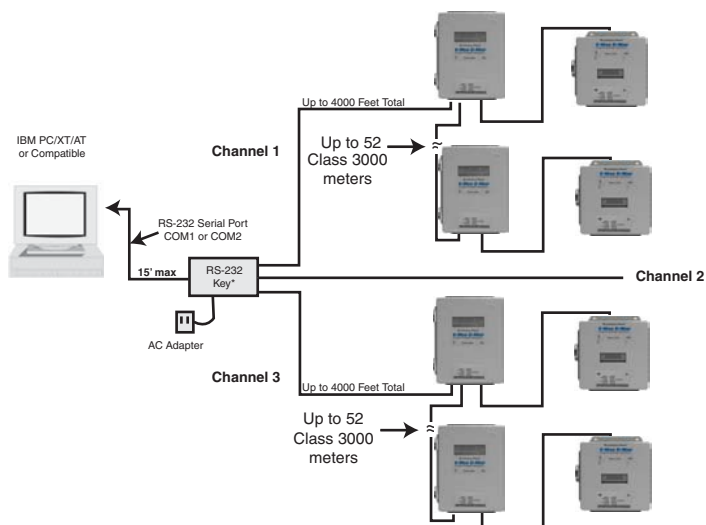 IBM PC/XT/AT
or Compatible
RS-232 Serial Port
COM1 or COM2
15' max
RS-232
Key*
AC Adapter
Channel 1
Up to 4000 Feet Total
Up to 52
Class 3000
meters
Channel 2
Channel 3
Up to 4000 Feet Total
Up to 52
Class 3000
meters